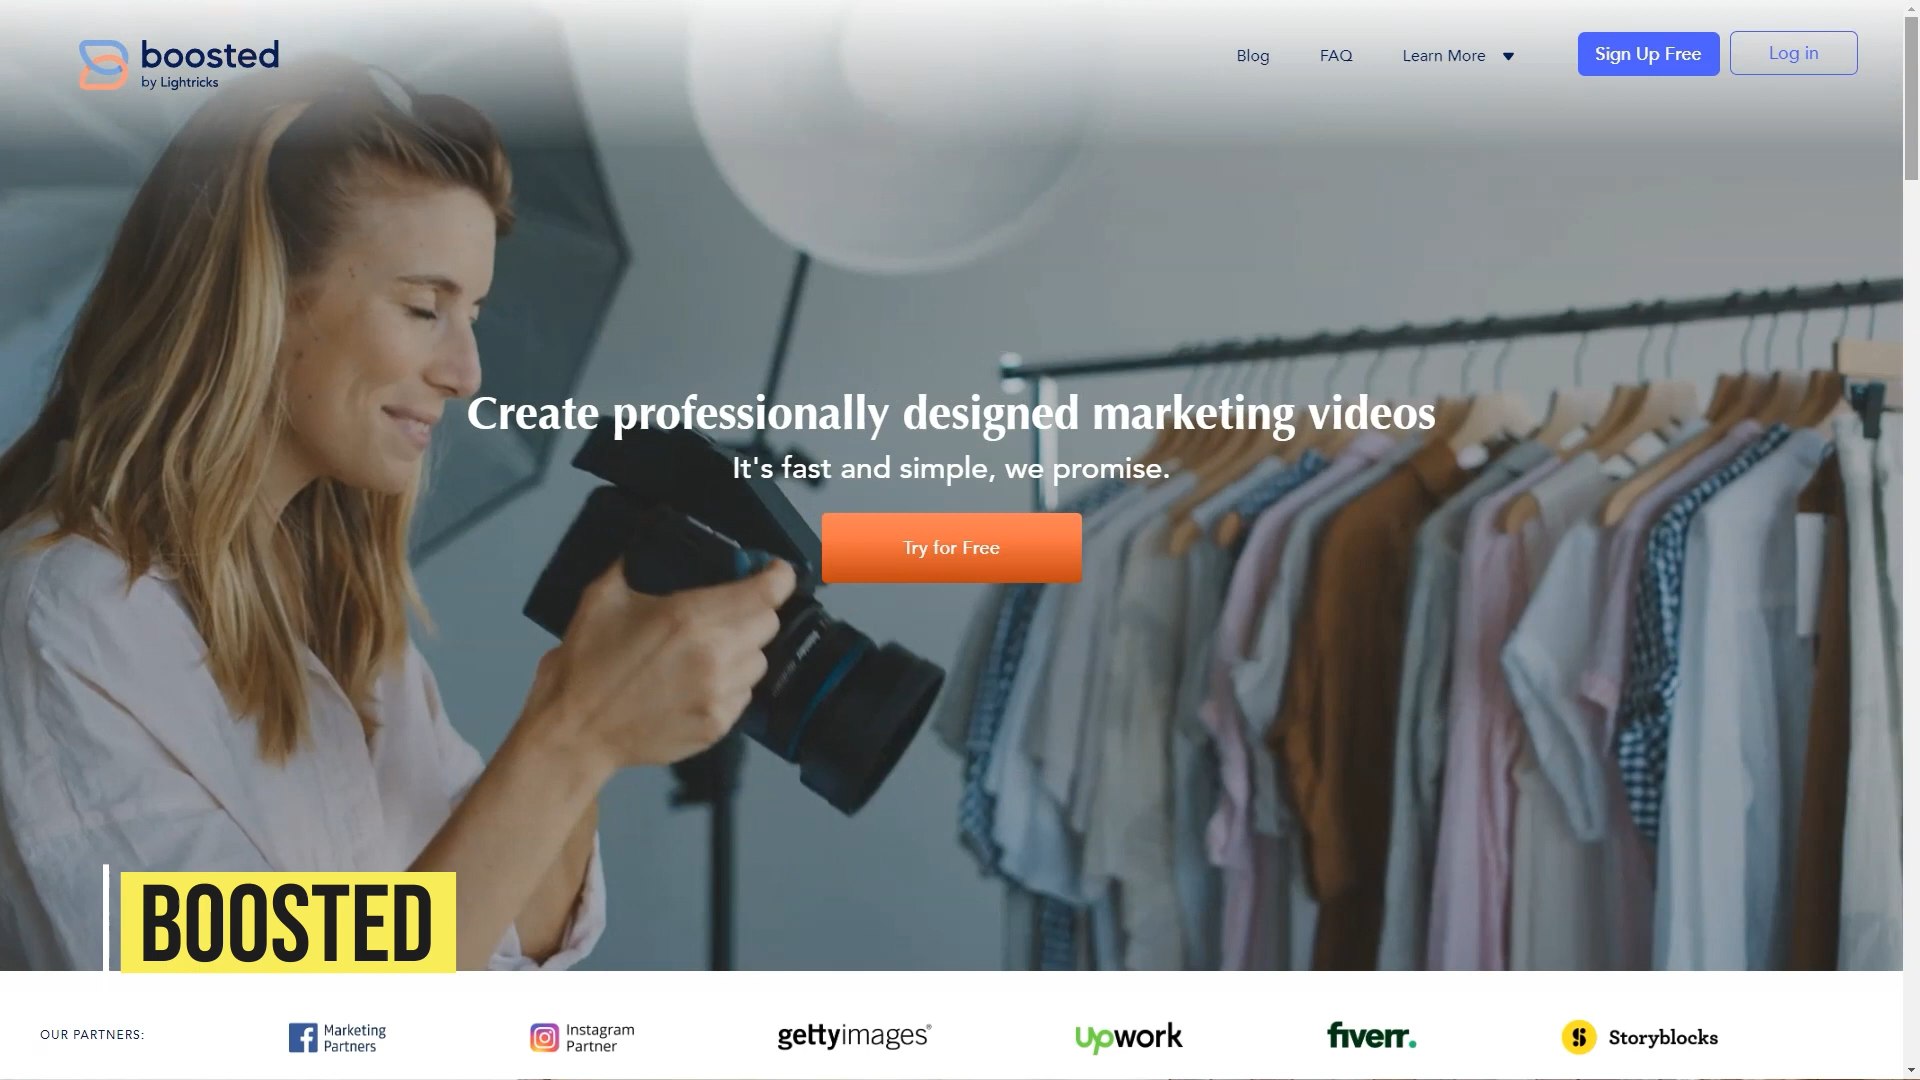 boosted
by Lightricks
Blog
FAQ
Learn More
Sign Up Free
Log in
Create professionally designed marketing videos
It's fast and simple, we promise.
Try for Free
BOOSTED
OUR PARTNERS:
Marketing
Partners
Instagram
Partner
gettyimages®
upwork
fiverr.
Storyblocks